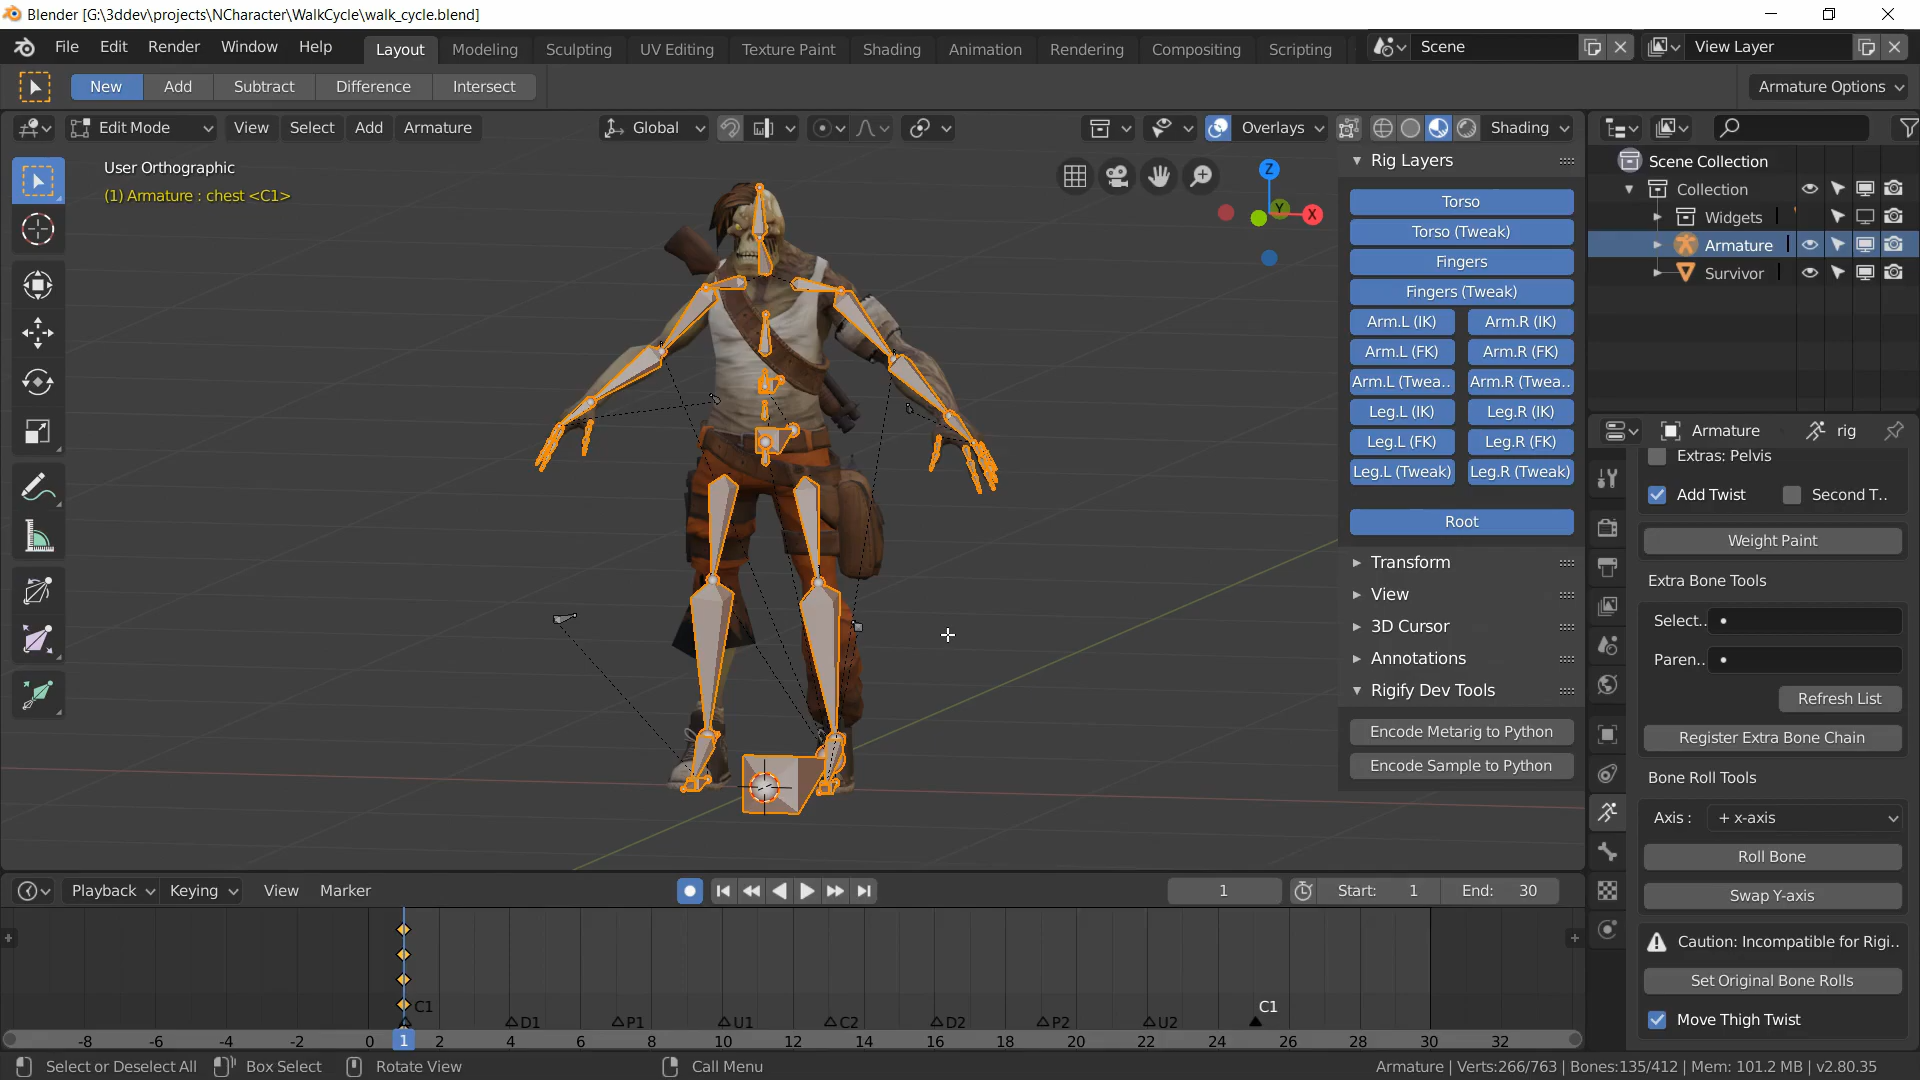 Blender [G:\3ddev\projects\NCharacter\WalkCycle\walk_cycle.blend]
File Edit Render Window Help Layout Modeling Sculpting UV Editing Texture Paint Shading Animation Rendering Compositing Scripting Scene View Layer
New Add Subtract Difference Intersect Armature Options
Edit Mode View Select Add Armature Global Overlays Shading
User Orthographic
(1) Armature : chest <C1>
Z
Y
X
Rig Layers
Torso
Torso (Tweak)
Fingers
Fingers (Tweak)
Arm.L (IK) Arm.R (IK)
Arm.L (FK) Arm.R (FK)
Arm.L (Twea.. Arm.R (Twea..
Leg.L (IK) Leg.R (IK)
Leg.L (FK) Leg.R (FK)
Leg.L (Tweak) Leg.R (Tweak)
Root
Transform
View
3D Cursor
Annotations
Rigify Dev Tools
Encode Metarig to Python
Encode Sample to Python
Scene Collection
Collection
Widgets
Armature
Survivor
Armature rig
Extras: Pelvis
Add Twist Second T..
Weight Paint
Extra Bone Tools
Select..
Paren..
Refresh List
Register Extra Bone Chain
Bone Roll Tools
Axis : + x-axis
Roll Bone
Swap Y-axis
Caution: Incompatible for Rigi..
Set Original Bone Rolls
Move Thigh Twist
Playback Keying View Marker 1 Start: 1 End: 30
C1 C1
D1 P1 U1 C2 D2 P2 U2
-8 -6 -4 -2 0 1 2 4 6 8 10 12 14 16 18 20 22 24 26 28 30 32
Select or Deselect All Box Select Rotate View Call Menu Armature | Verts:266/763 | Bones:135/412 | Mem: 101.2 MB | v2.80.35